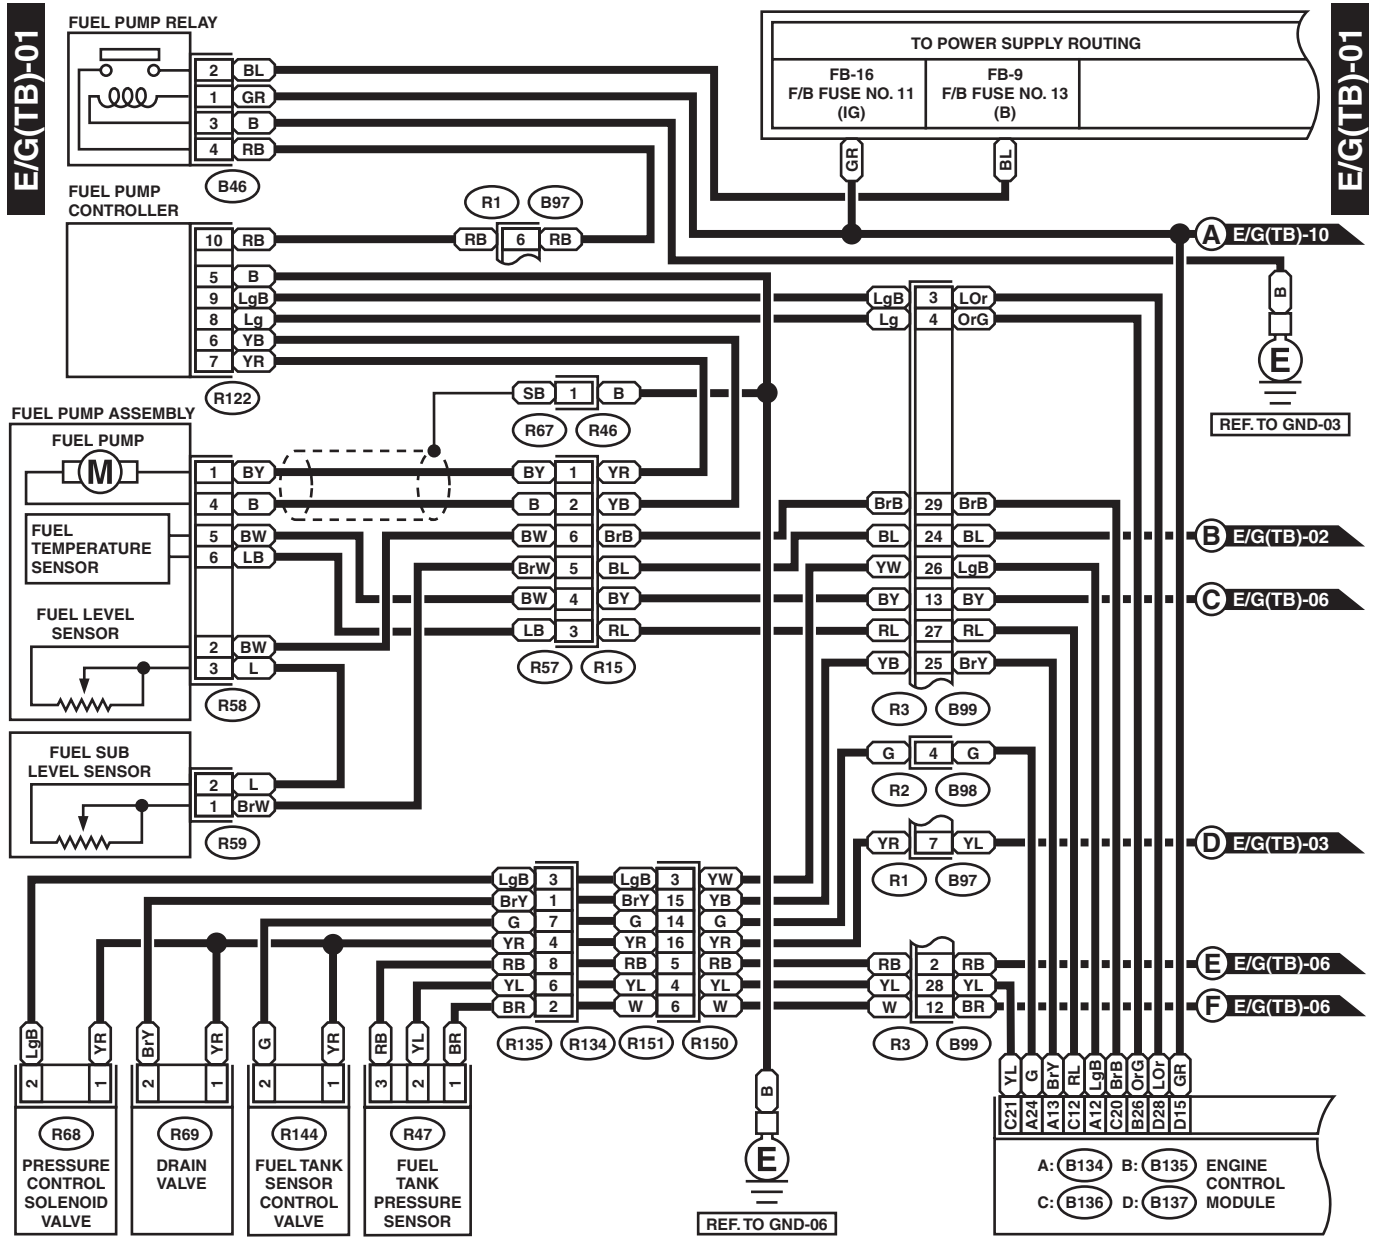 E/G(TB)-01
E/G(TB)-01
FUEL PUMP RELAY
2 BL
1 GR
3 B
4 RB
B46
TO POWER SUPPLY ROUTING
FB-16
F/B FUSE NO. 11
(IG)
FB-9
F/B FUSE NO. 13
(B)
GR
BL
FUEL PUMP
CONTROLLER
10 RB
5 B
9 LgB
8 Lg
6 YB
7 YR
R122
R1 B97
RB 6 RB
A E/G(TB)-10
B
E
REF. TO GND-03
LgB 3 LOr
Lg 4 OrG
SB 1 B
R67 R46
FUEL PUMP ASSEMBLY
FUEL PUMP
M
1 BY
4 B
FUEL
TEMPERATURE
SENSOR
5 BW
6 LB
FUEL LEVEL
SENSOR
2 BW
3 L
R58
BY 1 YR
B 2 YB
BW 6 BrB
BrW 5 BL
BW 4 BY
LB 3 RL
R57 R15
BrB 29 BrB
BL 24 BL
YW 26 LgB
BY 13 BY
RL 27 RL
YB 25 BrY
R3 B99
B E/G(TB)-02
C E/G(TB)-06
FUEL SUB
LEVEL SENSOR
2 L
1 BrW
R59
G 4 G
R2 B98
YR 7 YL
R1 B97
D E/G(TB)-03
LgB 3 LgB 3 YW
BrY 1 BrY 15 YB
G 7 G 14 G
YR 4 YR 16 YR
RB 8 RB 5 RB
YL 6 YL 4 YL
BR 2 W 6 W
R135 R134 R151 R150
RB 2 RB
YL 28 YL
W 12 BR
R3 B99
E E/G(TB)-06
F E/G(TB)-06
LgB YR BrY YR G YR RB YL BR
2 1 2 1 2 1 3 2 1
R68
PRESSURE
CONTROL
SOLENOID
VALVE
R69
DRAIN
VALVE
R144
FUEL TANK
SENSOR
CONTROL
VALVE
R47
FUEL
TANK
PRESSURE
SENSOR
B
E
REF. TO GND-06
YL G BrY RL LgB BrB OrG LOr GR
C21 A24 A13 C12 A12 C20 B26 D28 D15
A: B134 B: B135 ENGINE
CONTROL
C: B136 D: B137 MODULE